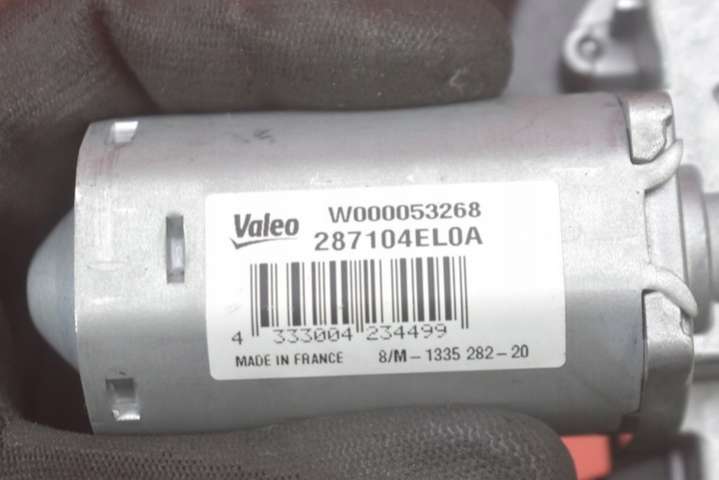 Valeo W000053268
287104EL0A
4 333004 234499
MADE IN FRANCE 8/M-1335 282-20